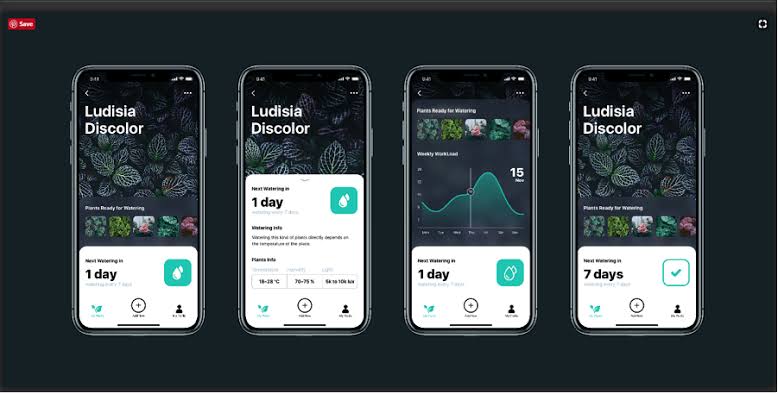 Save
9:41
Ludisia
Discolor
Plants Ready for Watering
Next Watering in
1 day
watering every 7 days
My Plants
Add New
My Profile
9:41
Ludisia
Discolor
Next Watering in
1 day
watering every 7 days
Watering Info
Watering this kind of plants directly depends on
the temperature of the place.
Plants Info
Temperature Humidity Light
18-28 °C 70-75 % 5k to 10k lux
My Plants
Add New
My Profile
9:41
Plants Ready for Watering
Weekly WorkLoad
15
Nov
Mon Tue Wed Thu Fri Sat Sun
Next Watering in
1 day
watering every 7 days
My Plants
Add New
My Profile
9:41
Ludisia
Discolor
Plants Ready for Watering
Next Watering in
7 days
watering every 7 days
My Plants
Add New
My Profile